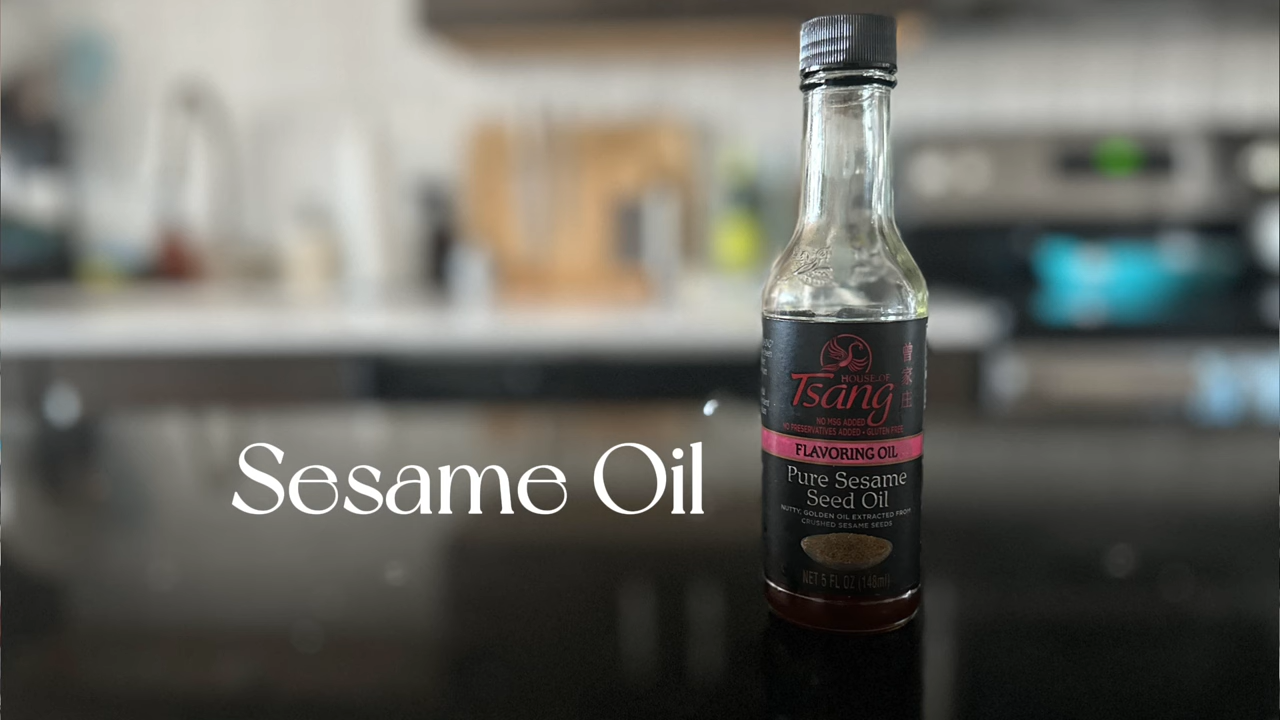 Sesame Oil
HOUSE OF
Tsang
曾家庄
NO MSG ADDED
NO PRESERVATIVES ADDED • GLUTEN FREE
FLAVORING OIL
Pure Sesame
Seed Oil
NUTTY, GOLDEN OIL EXTRACTED FROM
CRUSHED SESAME SEEDS
NET 5 FL OZ (148ml)